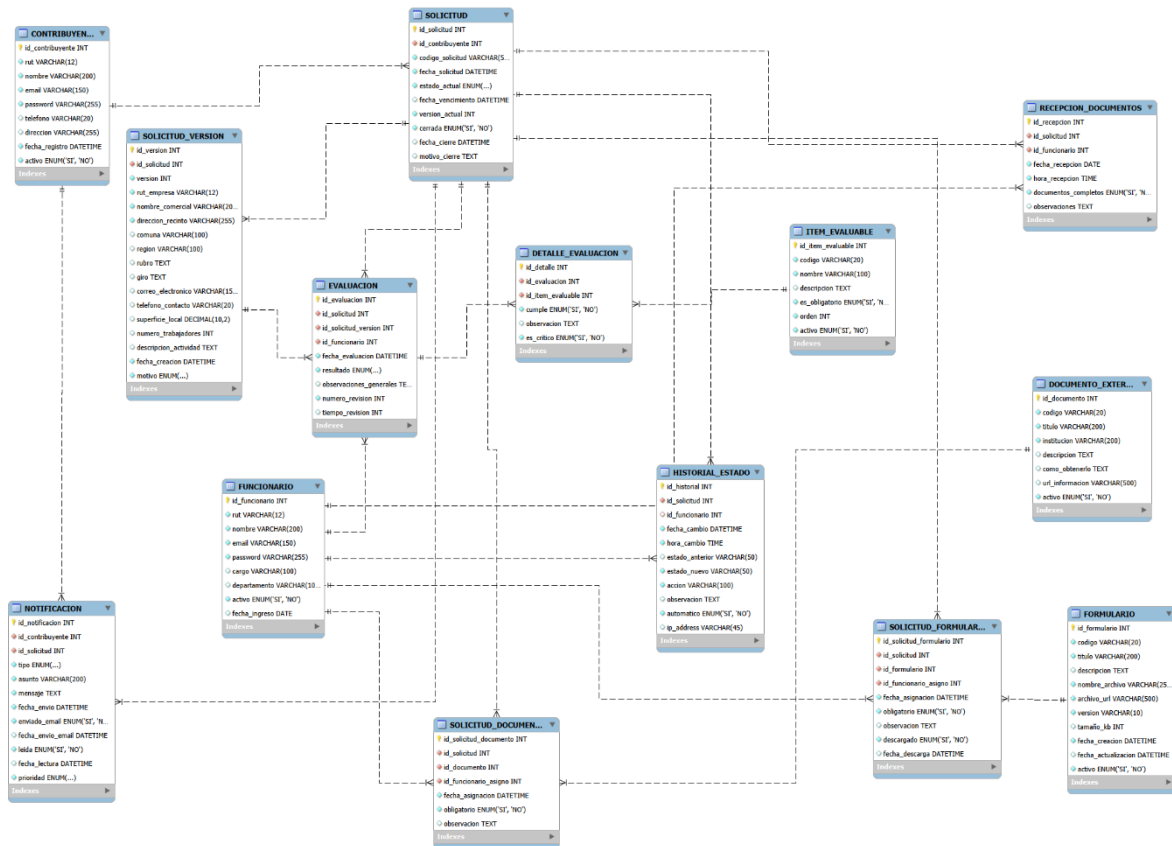 CONTRIBUYEN...
id_contribuyente INT
rut VARCHAR(12)
nombre VARCHAR(200)
email VARCHAR(150)
password VARCHAR(255)
telefono VARCHAR(20)
direccion VARCHAR(255)
fecha_registro DATETIME
activo ENUM('SI', 'NO')
Indexes
SOLICITUD
id_solicitud INT
id_contribuyente INT
codigo_solicitud VARCHAR(5...
fecha_solicitud DATETIME
estado_actual ENUM(...)
fecha_vencimiento DATETIME
version_actual INT
cerrada ENUM('SI', 'NO')
fecha_cierre DATETIME
motivo_cierre TEXT
Indexes
SOLICITUD_VERSION
id_version INT
id_solicitud INT
version INT
rut_empresa VARCHAR(12)
nombre_comercial VARCHAR(20...
direccion_recinto VARCHAR(255)
comuna VARCHAR(100)
region VARCHAR(100)
rubro TEXT
giro TEXT
correo_electronico VARCHAR(15...
telefono_contacto VARCHAR(20)
superficie_local DECIMAL(10,2)
numero_trabajadores INT
descripcion_actividad TEXT
fecha_creacion DATETIME
motivo ENUM(...)
Indexes
RECEPCION_DOCUMENTOS
id_recepcion INT
id_solicitud INT
id_funcionario INT
fecha_recepcion DATE
hora_recepcion TIME
documentos_completos ENUM('SI', 'N...
observaciones TEXT
Indexes
ITEM_EVALUABLE
id_item_evaluable INT
codigo VARCHAR(20)
nombre VARCHAR(100)
descripcion TEXT
es_obligatorio ENUM('SI', 'N...
orden INT
activo ENUM('SI', 'NO')
Indexes
DETALLE_EVALUACION
id_detalle INT
id_evaluacion INT
id_item_evaluable INT
cumple ENUM('SI', 'NO')
observacion TEXT
es_critico ENUM('SI', 'NO')
Indexes
EVALUACION
id_evaluacion INT
id_solicitud INT
id_solicitud_version INT
id_funcionario INT
fecha_evaluacion DATETIME
resultado ENUM(...)
observaciones_generales TE...
numero_revision INT
tiempo_revision INT
Indexes
DOCUMENTO_EXTER...
id_documento INT
codigo VARCHAR(20)
titulo VARCHAR(200)
institucion VARCHAR(200)
descripcion TEXT
como_obtenerlo TEXT
url_informacion VARCHAR(500)
activo ENUM('SI', 'NO')
Indexes
FUNCIONARIO
id_funcionario INT
rut VARCHAR(12)
nombre VARCHAR(200)
email VARCHAR(150)
password VARCHAR(255)
cargo VARCHAR(100)
departamento VARCHAR(10...
activo ENUM('SI', 'NO')
fecha_ingreso DATE
Indexes
HISTORIAL_ESTADO
id_historial INT
id_solicitud INT
id_funcionario INT
fecha_cambio DATETIME
hora_cambio TIME
estado_anterior VARCHAR(50)
estado_nuevo VARCHAR(50)
accion VARCHAR(100)
observacion TEXT
automatico ENUM('SI', 'NO')
ip_address VARCHAR(45)
Indexes
NOTIFICACION
id_notificacion INT
id_contribuyente INT
id_solicitud INT
tipo ENUM(...)
asunto VARCHAR(200)
mensaje TEXT
fecha_envio DATETIME
enviado_email ENUM('SI', 'N...
fecha_envio_email DATETIME
leida ENUM('SI', 'NO')
fecha_lectura DATETIME
prioridad ENUM(...)
Indexes
SOLICITUD_FORMULAR...
id_solicitud_formulario INT
id_solicitud INT
id_formulario INT
id_funcionario_asigno INT
fecha_asignacion DATETIME
obligatorio ENUM('SI', 'NO')
observacion TEXT
descargado ENUM('SI', 'NO')
fecha_descarga DATETIME
Indexes
FORMULARIO
id_formulario INT
codigo VARCHAR(20)
titulo VARCHAR(200)
descripcion TEXT
nombre_archivo VARCHAR(25...
archivo_url VARCHAR(500)
version VARCHAR(10)
tamaño_kb INT
fecha_creacion DATETIME
fecha_actualizacion DATETIME
activo ENUM('SI', 'NO')
Indexes
SOLICITUD_DOCUMEN...
id_solicitud_documento INT
id_solicitud INT
id_documento INT
id_funcionario_asigno INT
fecha_asignacion DATETIME
obligatorio ENUM('SI', 'NO')
observacion TEXT
Indexes